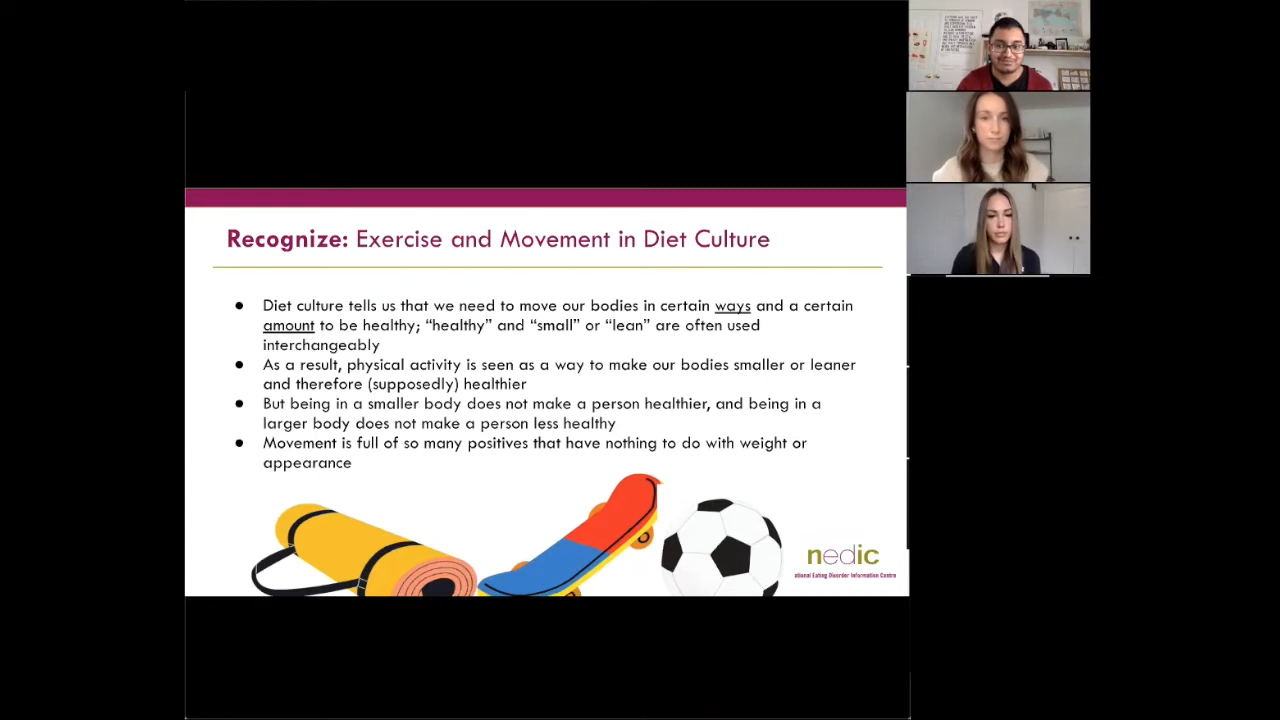 Recognize: Exercise and Movement in Diet Culture
● Diet culture tells us that we need to move our bodies in certain ways and a certain
amount to be healthy; “healthy” and “small” or “lean” are often used
interchangeably
● As a result, physical activity is seen as a way to make our bodies smaller or leaner
and therefore (supposedly) healthier
● But being in a smaller body does not make a person healthier, and being in a
larger body does not make a person less healthy
● Movement is full of so many positives that have nothing to do with weight or
appearance
nedic
ational Eating Disorder Information Centre